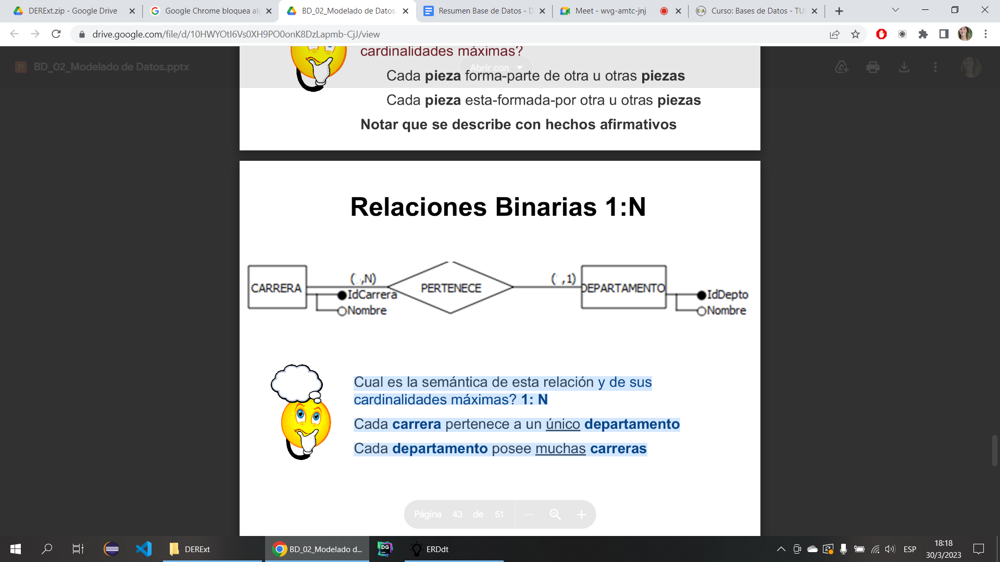 DERExt.zip - Google Drive
Google Chrome bloquea al
BD_02_Modelado de Datos.
Resumen Base de Datos - D
Meet - wvg-amtc-jnj
Curso: Bases de Datos - TU
drive.google.com/file/d/10HWYOtI6Vs0XH9PO0onK8DzLapmb-CjJ/view
BD_02_Modelado de Datos.pptx
Abrir con
cardinalidades máximas?
Cada pieza forma-parte de otra u otras piezas
Cada pieza esta-formada-por otra u otras piezas
Notar que se describe con hechos afirmativos
Relaciones Binarias 1:N
CARRERA
( ,N)
IdCarrera
Nombre
PERTENECE
( ,1)
DEPARTAMENTO
IdDepto
Nombre
Cual es la semántica de esta relación y de sus
cardinalidades máximas? 1: N
Cada carrera pertenece a un único departamento
Cada departamento posee muchas carreras
Página 43 de 51
DERExt
BD_02_Modelado d...
DG
ERDdt
ESP
18:18
30/3/2023